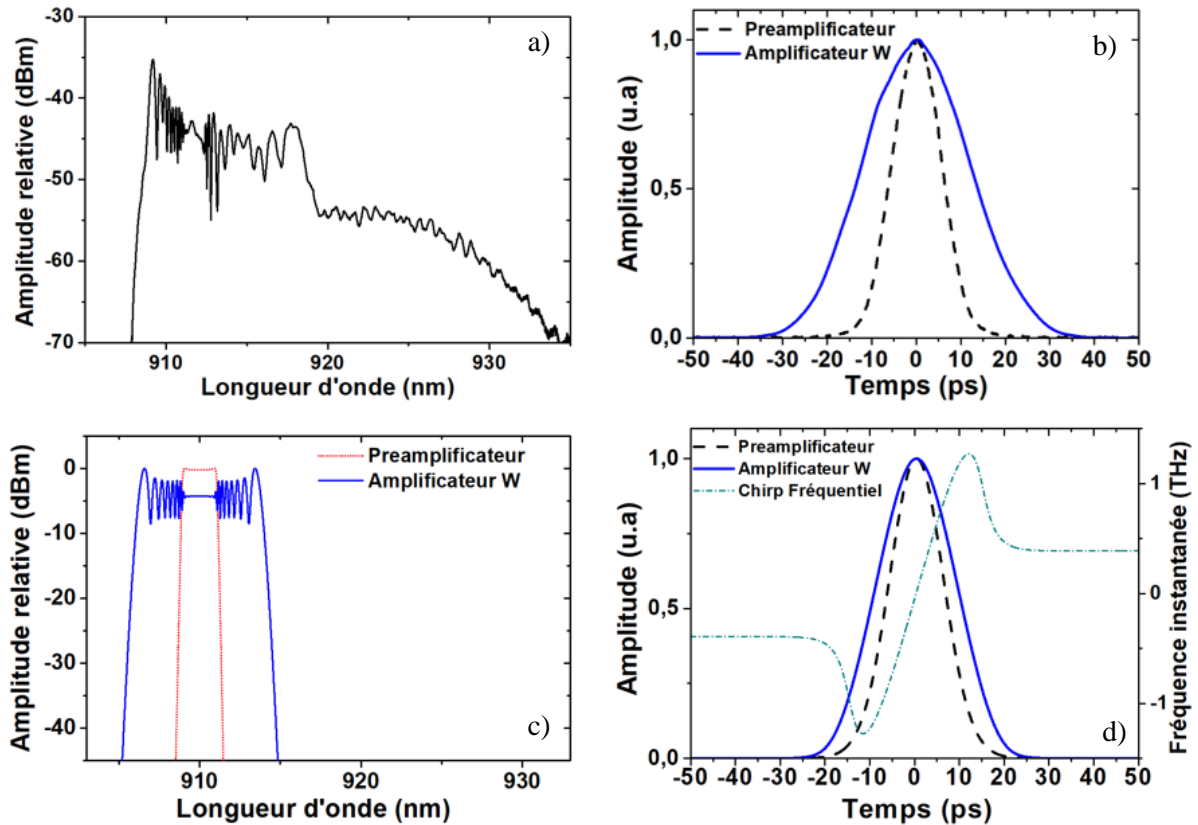 a)
-30
-40
-50
-60
-70
Amplitude relative (dBm)
910
920
930
Longueur d'onde (nm)
b)
Preamplificateur
Amplificateur W
1,0
0,5
0,0
Amplitude (u.a)
-50 -40 -30 -20 -10 0 10 20 30 40 50
Temps (ps)
c)
Preamplificateur
Amplificateur W
0
-10
-20
-30
-40
Amplitude relative (dBm)
910
920
930
Longueur d'onde (nm)
d)
Preamplificateur
Amplificateur W
Chirp Fréquentiel
1,0
0,5
0,0
Amplitude (u.a)
1
0
-1
Fréquence instantanée (THz)
-50 -40 -30 -20 -10 0 10 20 30 40 50
Temps (ps)